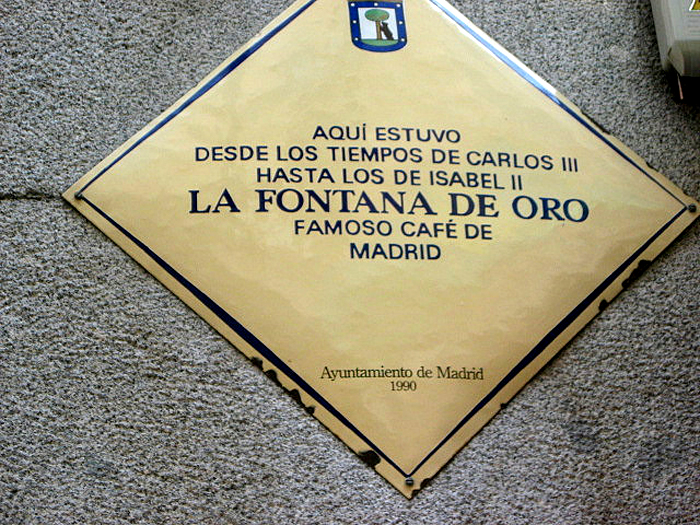 AQUÍ ESTUVO
DESDE LOS TIEMPOS DE CARLOS III
HASTA LOS DE ISABEL II
LA FONTANA DE ORO
FAMOSO CAFÉ DE
MADRID
Ayuntamiento de Madrid
1990